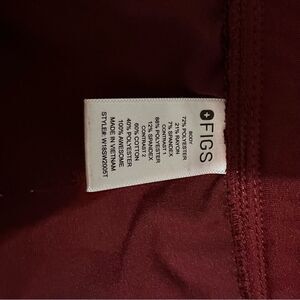 FIGS
BODY
72% POLYESTER
21% RAYON
7% SPANDEX
CONTRAST 1
88% POLYESTER
12% SPANDEX
CONTRAST 2
60% COTTON
40% POLYESTER
100% AWESOME
MADE IN VIETNAM
STYLE# W18SW2005T